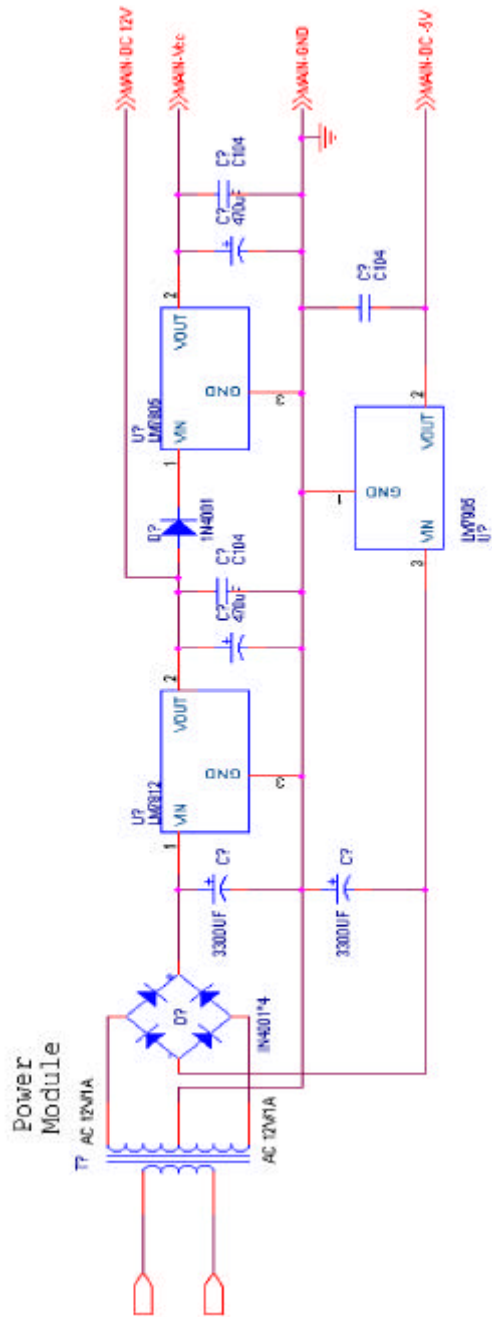 Power
Module
T?
AC 12V/1A
AC 12V/1A
D?
IN4001*4
3300UF
C?
3300UF
C?
U?
LM7812
1
VIN
VOUT
2
GND
3
C?
470uF
C?
C104
D?
1N4001
U?
LM7805
1
VIN
VOUT
2
GND
3
C?
470uF
C?
C104
1
GND
3
VIN
VOUT
2
LM7905
U?
C?
C104
MAIN-DC 12V
MAIN-Vcc
MAIN-GND
MAIN-DC -5V